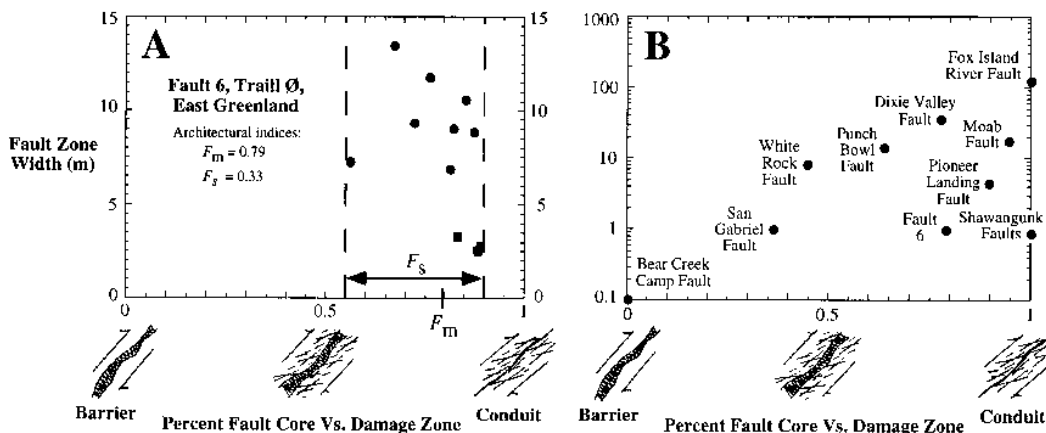 A
Fault 6, Traill Ø,
East Greenland
Architectural indices:
Fm = 0.79
Fs = 0.33
Fault Zone
Width (m)
15
10
5
0
15
10
5
0
Fs
0
0.5
Fm
1
Barrier
Conduit
Percent Fault Core Vs. Damage Zone
B
1000
100
10
1
0.1
Fox Island
River Fault
Dixie Valley
Fault
Moab
Fault
Punch
Bowl
Fault
White
Rock
Fault
Pioneer
Landing
Fault
San
Gabriel
Fault
Fault
6
Shawangunk
Faults
Bear Creek
Camp Fault
0
0.5
1
Barrier
Conduit
Percent Fault Core Vs. Damage Zone